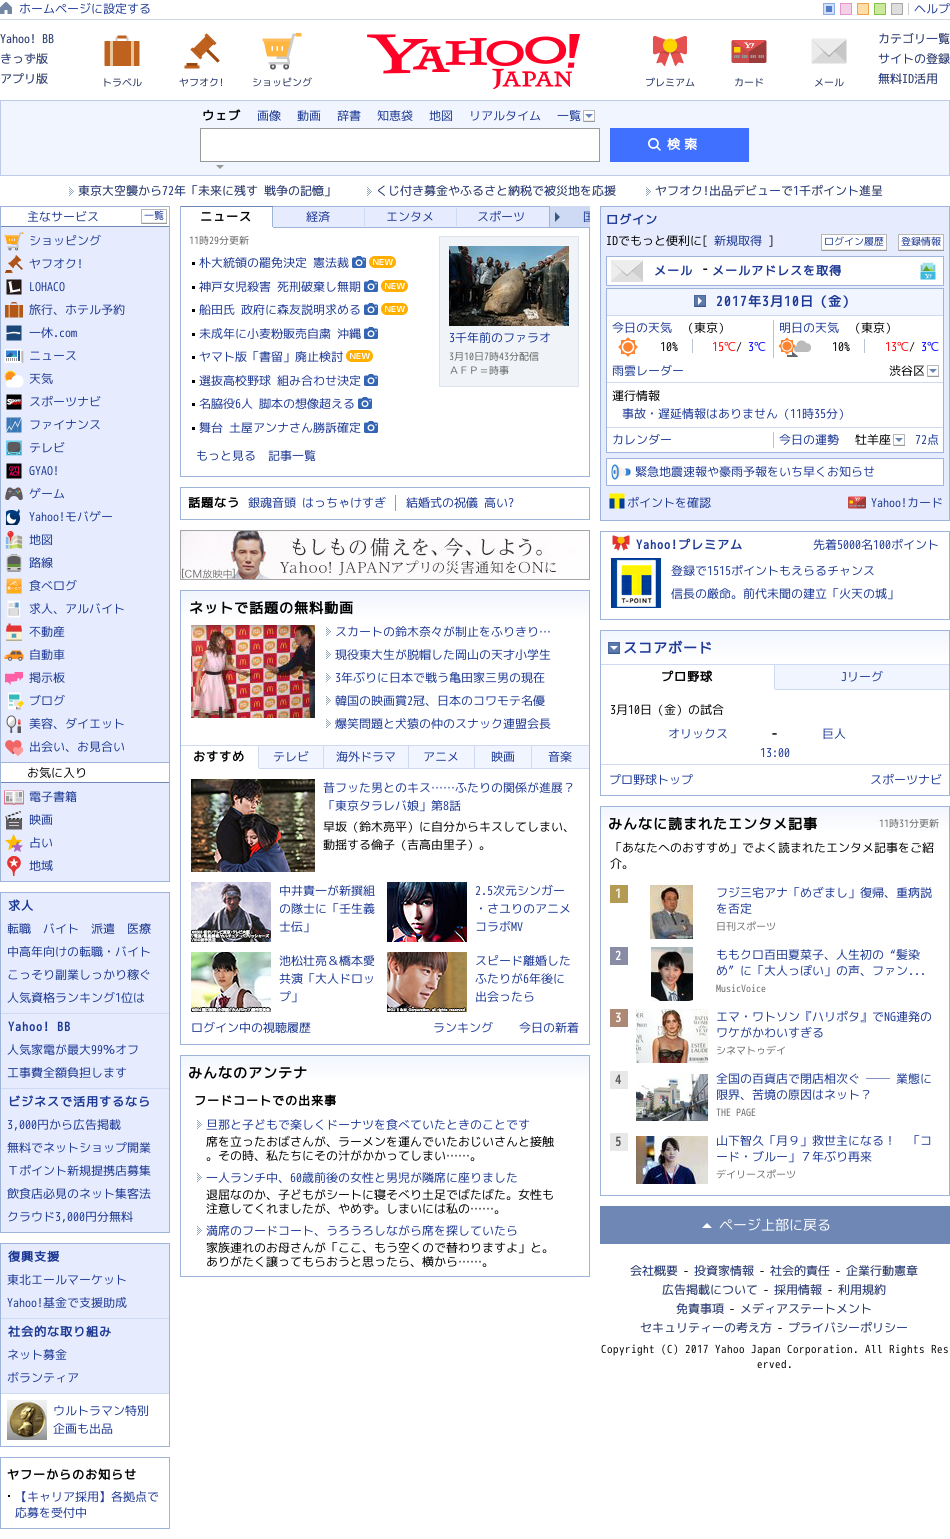 ホームページに設定する
ヘルプ
Yahoo! BB
きっず版
アプリ版
トラベル
ヤフオク!
ショッピング
YAHOO!
JAPAN
プレミアム
カード
メール
カテゴリ一覧
サイトの登録
無料ID活用
ウェブ 画像 動画 辞書 知恵袋 地図 リアルタイム 一覧
検索
東京大空襲から72年「未来に残す 戦争の記憶」
くじ付き募金やふるさと納税で被災地を応援
ヤフオク!出品デビューで1千ポイント進呈
主なサービス 一覧
ショッピング
ヤフオク!
LOHACO
旅行、ホテル予約
一休.com
ニュース
天気
スポーツナビ
ファイナンス
テレビ
GYAO!
ゲーム
Yahoo!モバゲー
地図
路線
食べログ
求人、アルバイト
不動産
自動車
掲示板
ブログ
美容、ダイエット
出会い、お見合い
お気に入り
電子書籍
映画
占い
地域
求人
転職 バイト 派遣 医療
中高年向けの転職・バイト
こっそり副業しっかり稼ぐ
人気資格ランキング1位は
Yahoo! BB
人気家電が最大99%オフ
工事費全額負担します
ビジネスで活用するなら
3,000円から広告掲載
無料でネットショップ開業
Tポイント新規提携店募集
飲食店必見のネット集客法
クラウド3,000円分無料
復興支援
東北エールマーケット
Yahoo!基金で支援助成
社会的な取り組み
ネット募金
ボランティア
ウルトラマン特別
企画も出品
ヤフーからのお知らせ
・【キャリア採用】各拠点で
応募を受付中
ニュース 経済 エンタメ スポーツ
11時29分更新
朴大統領の罷免決定 憲法裁 NEW
神戸女児殺害 死刑破棄し無期 NEW
船田氏 政府に森友説明求める NEW
未成年に小麦粉販売自粛 沖縄
ヤマト版「書留」廃止検討 NEW
選抜高校野球 組み合わせ決定
名脇役6人 脚本の想像超える
舞台 土屋アンナさん勝訴確定
もっと見る 記事一覧
3千年前のファラオ
3月10日7時43分配信
AFP=時事
話題なう 銀魂音頭 はっちゃけすぎ 結婚式の祝儀 高い?
もしもの備えを、今、しよう。
Yahoo! JAPANアプリの災害通知をONに
[CM放映中]
ネットで話題の無料動画
スカートの鈴木奈々が制止をふりきり…
現役東大生が脱帽した岡山の天才小学生
3年ぶりに日本で戦う亀田家三男の現在
韓国の映画賞2冠、日本のコワモテ名優
爆笑問題と犬猿の仲のスナック連盟会長
おすすめ テレビ 海外ドラマ アニメ 映画 音楽
昔フッた男とのキス……ふたりの関係が進展？
「東京タラレバ娘」第8話
早坂（鈴木亮平）に自分からキスしてしまい、
動揺する倫子（吉高由里子）。
中井貴一が新撰組
の隊士に「壬生義
士伝」
2.5次元シンガー
・さユりのアニメ
コラボMV
池松壮亮＆橋本愛
共演「大人ドロッ
プ」
スピード離婚した
ふたりが6年後に
出会ったら
ログイン中の視聴履歴 ランキング 今日の新着
みんなのアンテナ
フードコートでの出来事
旦那と子どもで楽しくドーナツを食べていたときのことです
席を立ったおばさんが、ラーメンを運んでいたおじいさんと接触
。その時、私たちにその汁がかかってしまい……。
一人ランチ中、60歳前後の女性と男児が隣席に座りました
退屈なのか、子どもがシートに寝そべり土足でばたばた。女性も
注意してくれましたが、やめず。しまいには私の……。
満席のフードコート、うろうろしながら席を探していたら
家族連れのお母さんが「ここ、もう空くので替わりますよ」と。
ありがたく譲ってもらおうと思ったら、横から……。
ログイン
IDでもっと便利に[ 新規取得 ] ログイン履歴 登録情報
メール - メールアドレスを取得
2017年3月10日（金）
今日の天気 （東京） 明日の天気 （東京）
10% 15℃/ 3℃ 10% 13℃/ 3℃
雨雲レーダー 渋谷区
運行情報
事故・遅延情報はありません（11時35分）
カレンダー 今日の運勢 牡羊座 72点
緊急地震速報や豪雨予報をいち早くお知らせ
ポイントを確認 Yahoo!カード
Yahoo!プレミアム 先着5000名100ポイント
T-POINT
登録で1515ポイントもえらるチャンス
信長の厳命。前代未聞の建立「火天の城」
スコアボード
プロ野球 Jリーグ
3月10日（金）の試合
オリックス - 巨人
13:00
プロ野球トップ スポーツナビ
みんなに読まれたエンタメ記事 11時31分更新
「あなたへのおすすめ」でよく読まれたエンタメ記事をご紹
介。
1 フジ三宅アナ「めざまし」復帰、重病説
を否定
日刊スポーツ
2 ももクロ百田夏菜子、人生初の “髪染
め” に「大人っぽい」の声、ファン...
MusicVoice
3 エマ・ワトソン『ハリポタ』でNG連発の
ワケがかわいすぎる
シネマトゥデイ
4 全国の百貨店で閉店相次ぐ ―― 業態に
限界、苦境の原因はネット？
THE PAGE
5 山下智久「月９」救世主になる！ 「コ
ード・ブルー」７年ぶり再来
デイリースポーツ
ページ上部に戻る
会社概要 - 投資家情報 - 社会的責任 - 企業行動憲章
広告掲載について - 採用情報 - 利用規約
免責事項 - メディアステートメント
セキュリティーの考え方 - プライバシーポリシー
Copyright (C) 2017 Yahoo Japan Corporation. All Rights Res
erved.